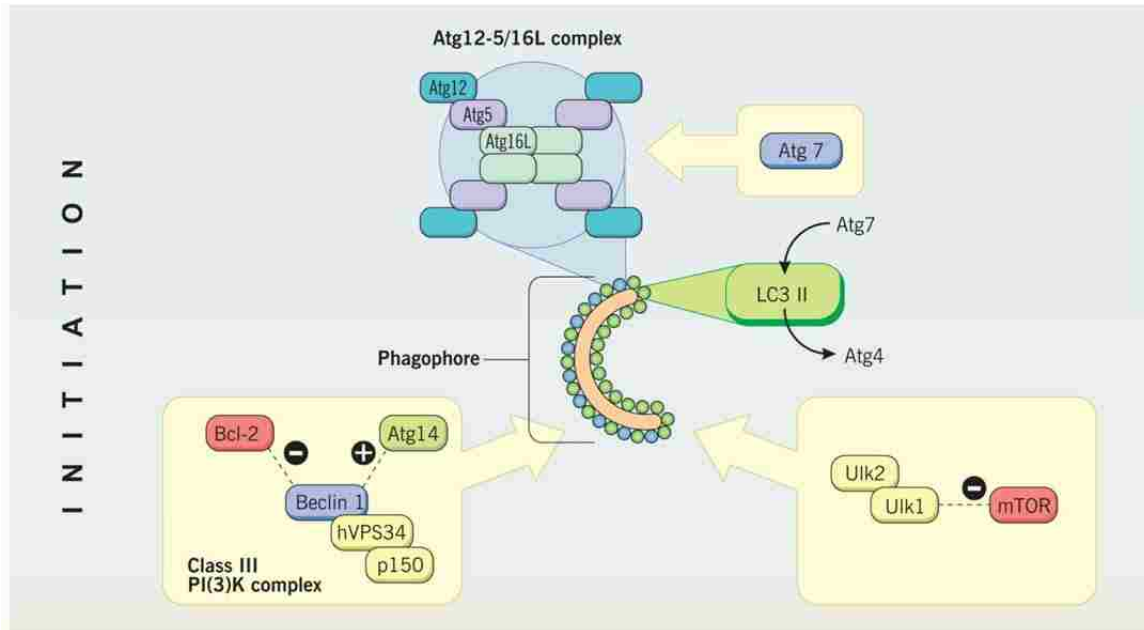 Atg12-5/16L complex
Atg12
Atg5
Atg16L
Atg 7
INITIATION
Atg7
LC3 II
Atg4
Phagophore
Bcl-2
Atg14
Beclin 1
hVPS34
p150
Class III
PI(3)K complex
Ulk2
Ulk1
mTOR